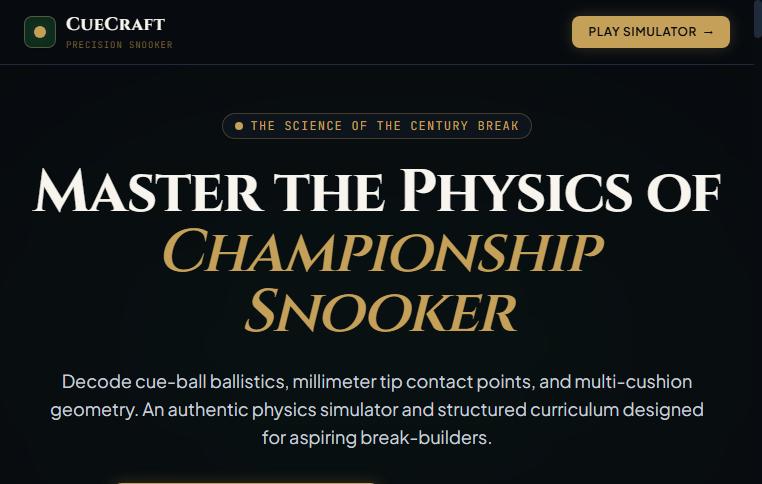 CueCraft
PRECISION SNOOKER
PLAY SIMULATOR →
THE SCIENCE OF THE CENTURY BREAK
Master the Physics of
Championship
Snooker
Decode cue-ball ballistics, millimeter tip contact points, and multi-cushion
geometry. An authentic physics simulator and structured curriculum designed
for aspiring break-builders.